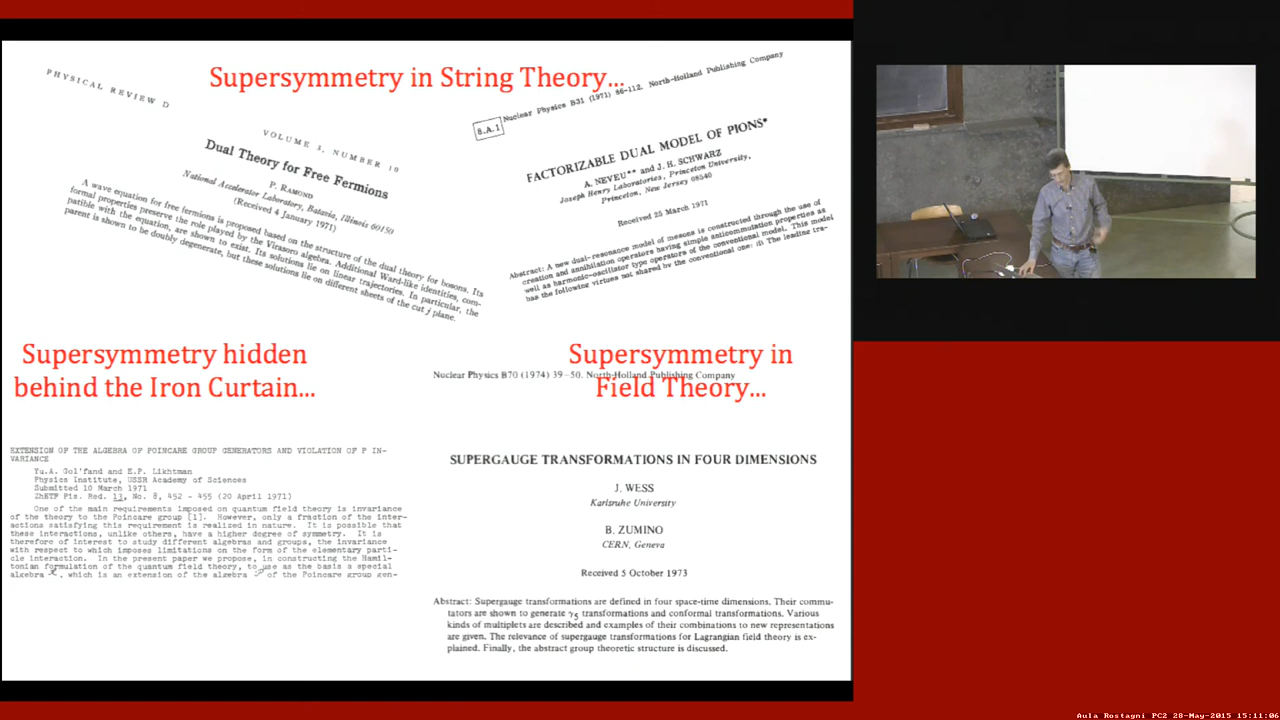 Supersymmetry in String Theory...
PHYSICAL REVIEW D
VOLUME 3, NUMBER 10
Dual Theory for Free Fermions
P. RAMOND
National Accelerator Laboratory, Batavia, Illinois 60150
(Received 4 January 1971)
A wave equation for free fermions is proposed based on the structure of the dual theory for bosons. Its
formal properties preserve the role played by the Virasoro algebra. Additional Ward-like identities, com-
patible with the equation, are shown to exist. Its solutions lie on linear trajectories. In particular, the
parent is shown to be doubly degenerate, but these solutions lie on different sheets of the cut j plane.
8.A.1
Nuclear Physics B31 (1971) 86-112. North-Holland Publishing Company
FACTORIZABLE DUAL MODEL OF PIONS*
A. NEVEU** and J. H. SCHWARZ
Joseph Henry Laboratories, Princeton University,
Princeton, New Jersey 08540
Received 25 March 1971
Abstract: A new dual-resonance model of mesons is constructed through the use of
creation and annihilation operators having simple anticommutation properties as
well as harmonic-oscillator type operators of the conventional model. This model
has the following virtues not shared by the conventional one: (i) The leading tra-
Supersymmetry hidden
behind the Iron Curtain...
EXTENSION OF THE ALGEBRA OF POINCARE GROUP GENERATORS AND VIOLATION OF P IN-
VARIANCE
Yu.A. Gol'fand and E.P. Likhtman
Physics Institute, USSR Academy of Sciences
Submitted 10 March 1971
ZhETF Pis. Red. 13, No. 8, 452 - 455 (20 April 1971)
One of the main requirements imposed on quantum field theory is invariance
of the theory to the Poincare group [1]. However, only a fraction of the inter-
actions satisfying this requirement is realized in nature. It is possible that
these interactions, unlike others, have a higher degree of symmetry. It is
therefore of interest to study different algebras and groups, the invariance
with respect to which imposes limitations on the form of the elementary parti-
cle interaction. In the present paper we propose, in constructing the Hamil-
tonian formulation of the quantum field theory, to use as the basis a special
algebra , which is an extension of the algebra of the Poincare group gen-
Supersymmetry in
Field Theory...
Nuclear Physics B70 (1974) 39-50. North-Holland Publishing Company
SUPERGAUGE TRANSFORMATIONS IN FOUR DIMENSIONS
J. WESS
Karlsruhe University
B. ZUMINO
CERN, Geneva
Received 5 October 1973
Abstract: Supergauge transformations are defined in four space-time dimensions. Their commu-
tators are shown to generate γ5 transformations and conformal transformations. Various
kinds of multiplets are described and examples of their combinations to new representations
are given. The relevance of supergauge transformations for Lagrangian field theory is ex-
plained. Finally, the abstract group theoretic structure is discussed.
Aula Rostagni PC2 28-May-2015 15:11:06